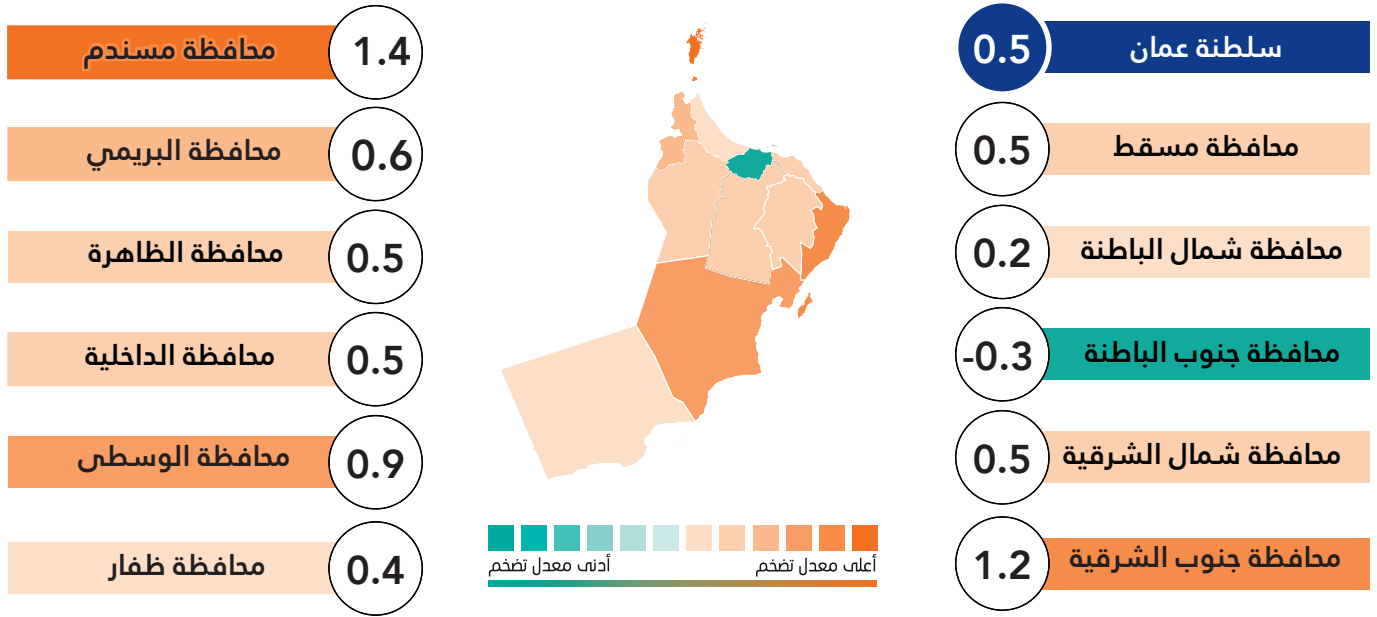 سلطنة عمان
0.5
محافظة مسقط
0.5
محافظة شمال الباطنة
0.2
محافظة جنوب الباطنة
-0.3
محافظة شمال الشرقية
0.5
محافظة جنوب الشرقية
1.2
أعلى معدل تضخم
أدنى معدل تضخم
محافظة مسندم
1.4
محافظة البريمي
0.6
محافظة الظاهرة
0.5
محافظة الداخلية
0.5
محافظة الوسطى
0.9
محافظة ظفار
0.4